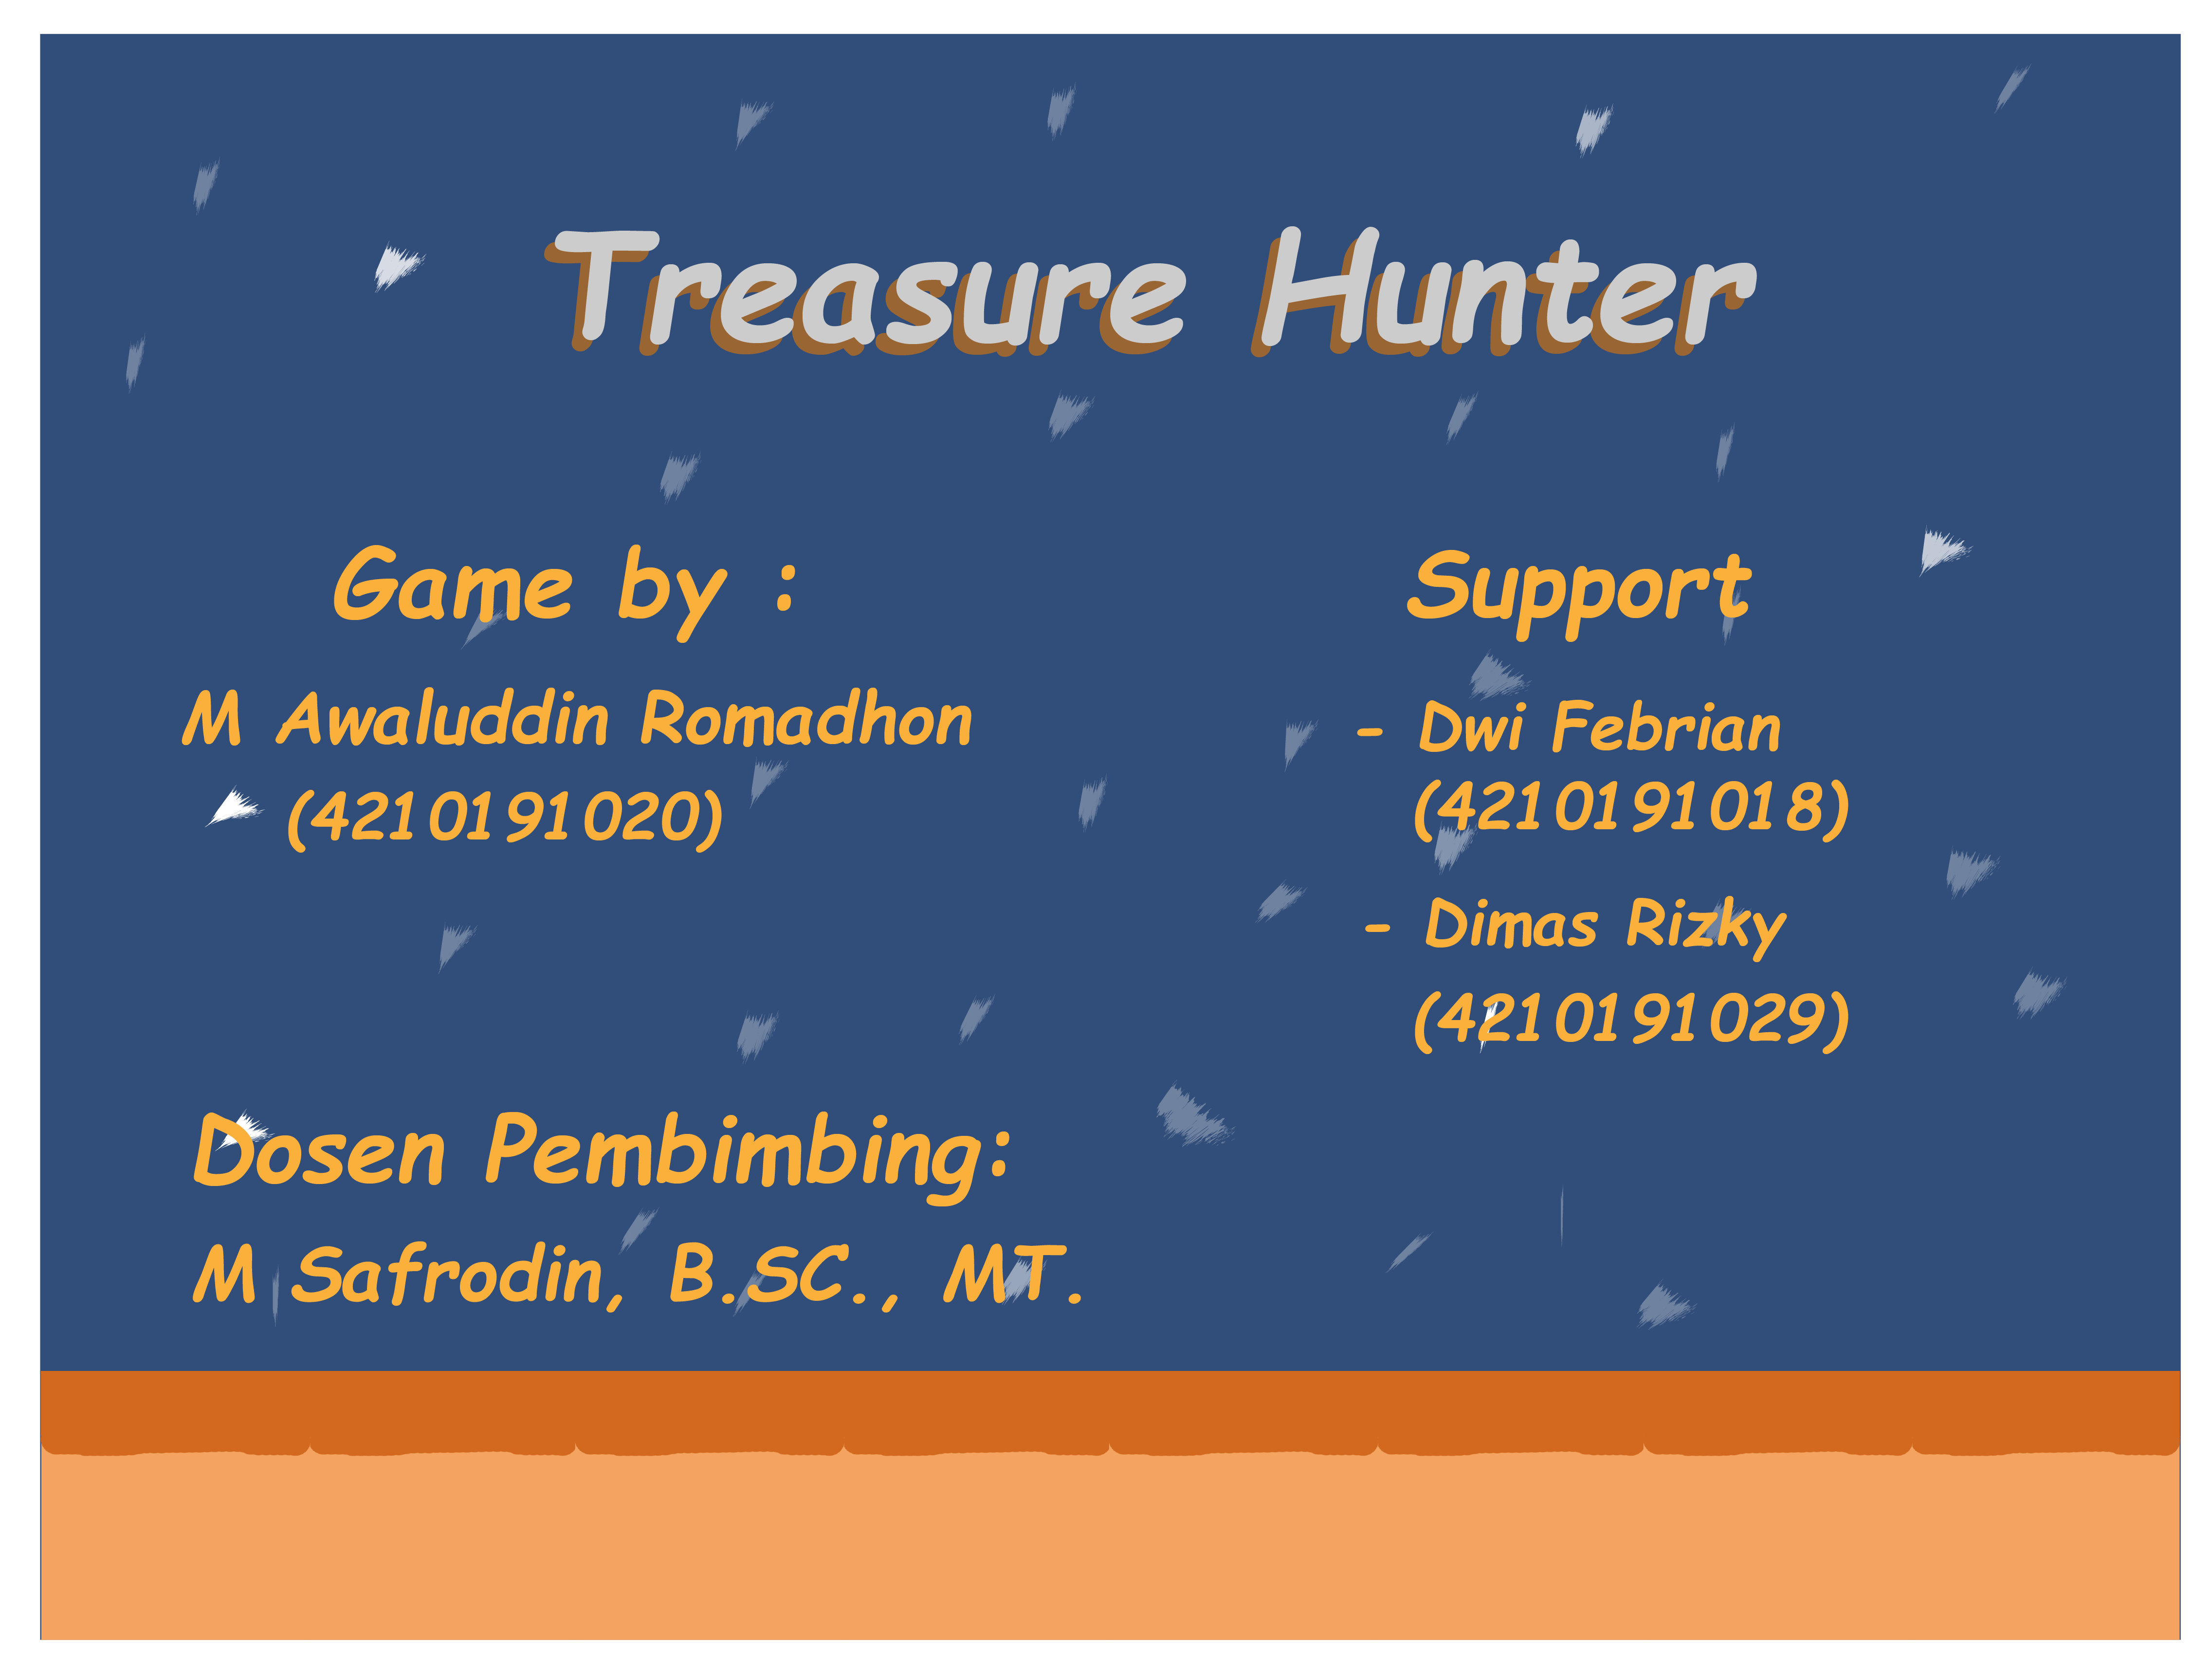 Treasure Hunter
Game by :
M Awaluddin Romadhon
(4210191020)
Support
- Dwi Febrian
(4210191018)
- Dimas Rizky
(4210191029)
Dosen Pembimbing:
M Safrodin, B.SC., MT.